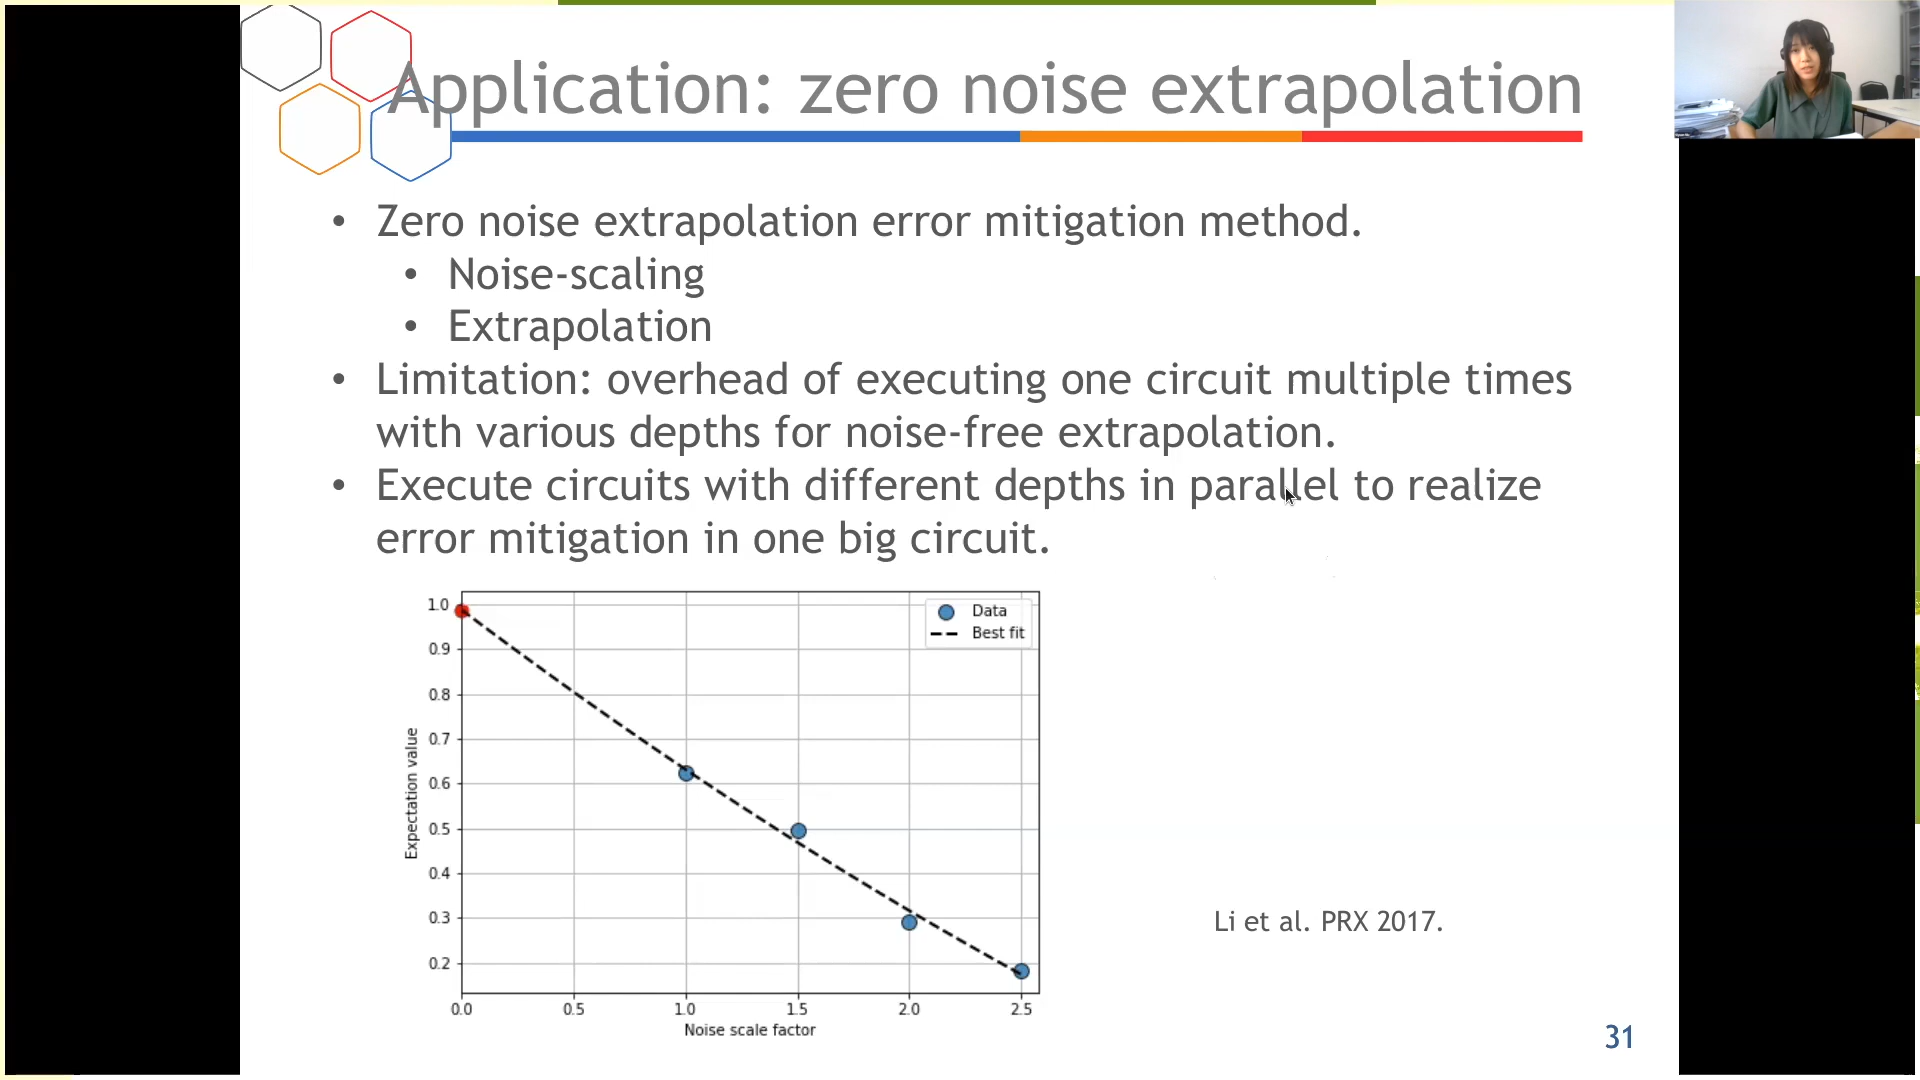 Application: zero noise extrapolation
• Zero noise extrapolation error mitigation method.
• Noise-scaling
• Extrapolation
• Limitation: overhead of executing one circuit multiple times
with various depths for noise-free extrapolation.
• Execute circuits with different depths in parallel to realize
error mitigation in one big circuit.
Data
Best fit
1.0
0.9
0.8
0.7
0.6
0.5
0.4
0.3
0.2
Expectation value
0.0 0.5 1.0 1.5 2.0 2.5
Noise scale factor
Li et al. PRX 2017.
31